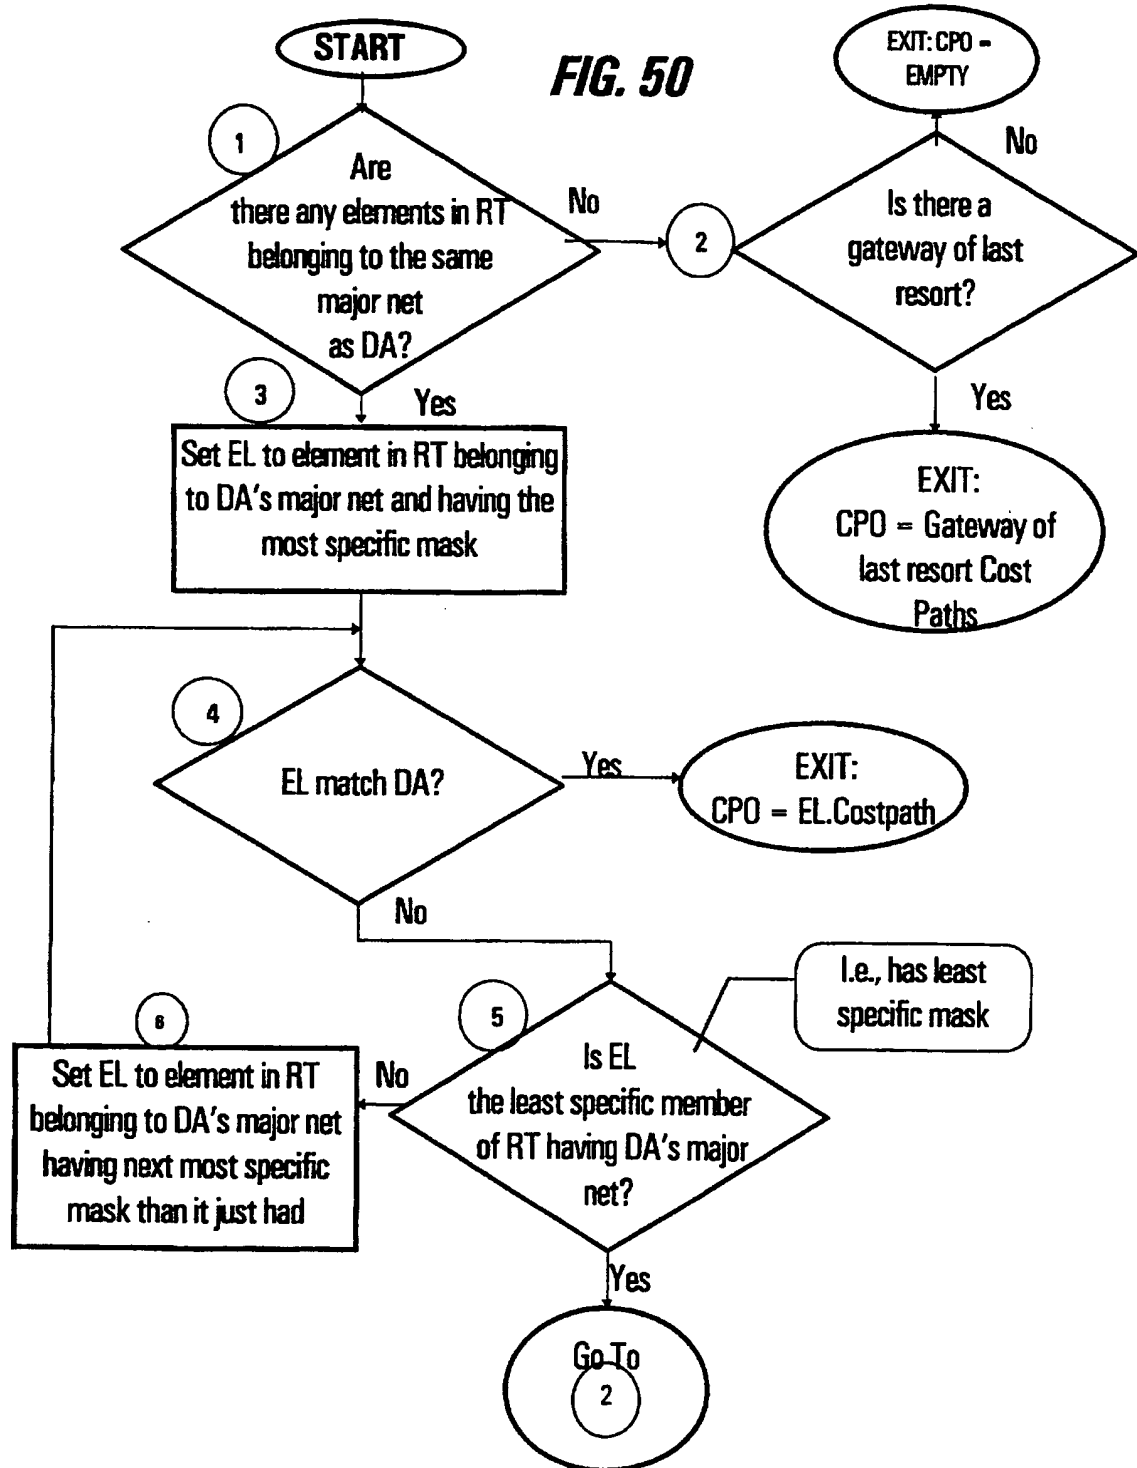 START
FIG. 50
EXIT: CPO =
EMPTY
1
Are
there any elements in RT
belonging to the same
major net
as DA?
No
2
Is there a
gateway of last
resort?
No
Yes
EXIT:
CPO = Gateway of
last resort Cost
Paths
3
Yes
Set EL to element in RT belonging
to DA's major net and having the
most specific mask
4
EL match DA?
Yes
EXIT:
CPO = EL.Costpath
No
I.e., has least
specific mask
5
Is EL
the least specific member
of RT having DA's major
net?
No
6
Set EL to element in RT
belonging to DA's major net
having next most specific
mask than it just had
Yes
Go To
2